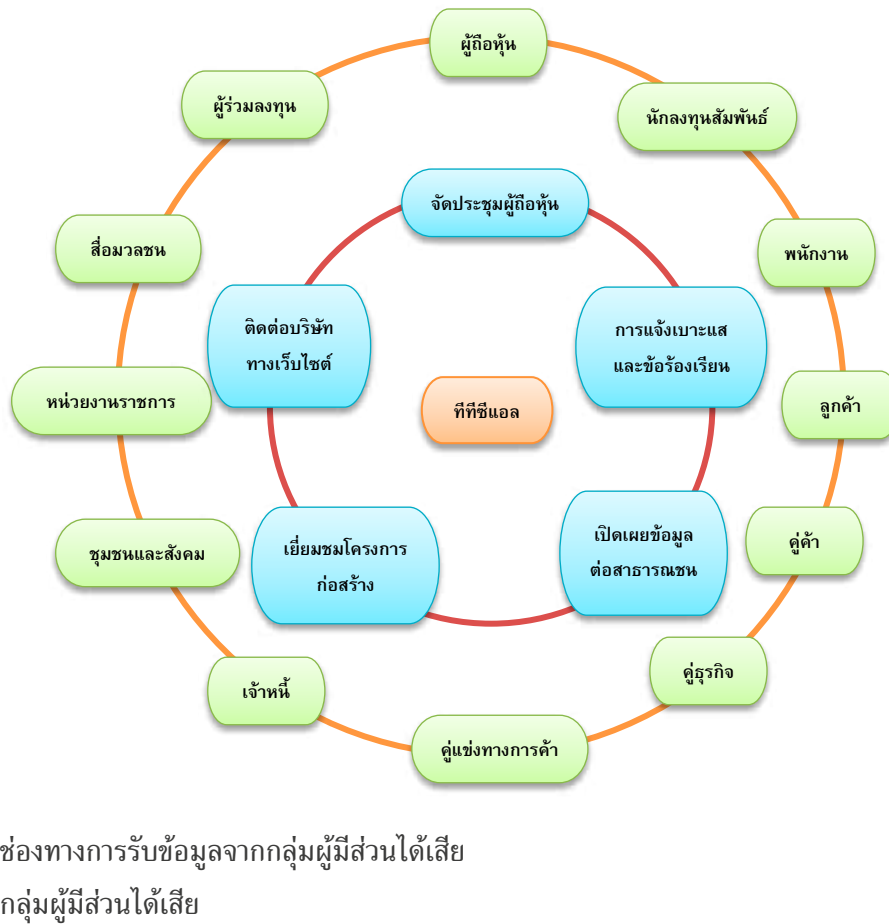 ผู้ถือหุ้น
ผู้ร่วมลงทุน
นักลงทุนสัมพันธ์
จัดประชุมผู้ถือหุ้น
สื่อมวลชน
พนักงาน
ติดต่อบริษัท
ทางเว็บไซต์
การแจ้งเบาะแส
และข้อร้องเรียน
หน่วยงานราชการ
ทีทีซีแอล
ลูกค้า
ชุมชนและสังคม
เยี่ยมชมโครงการ
ก่อสร้าง
เปิดเผยข้อมูล
ต่อสาธารณชน
คู่ค้า
เจ้าหนี้
คู่ธุรกิจ
คู่แข่งทางการค้า
ช่องทางการรับข้อมูลจากกลุ่มผู้มีส่วนได้เสีย
กลุ่มผู้มีส่วนได้เสีย